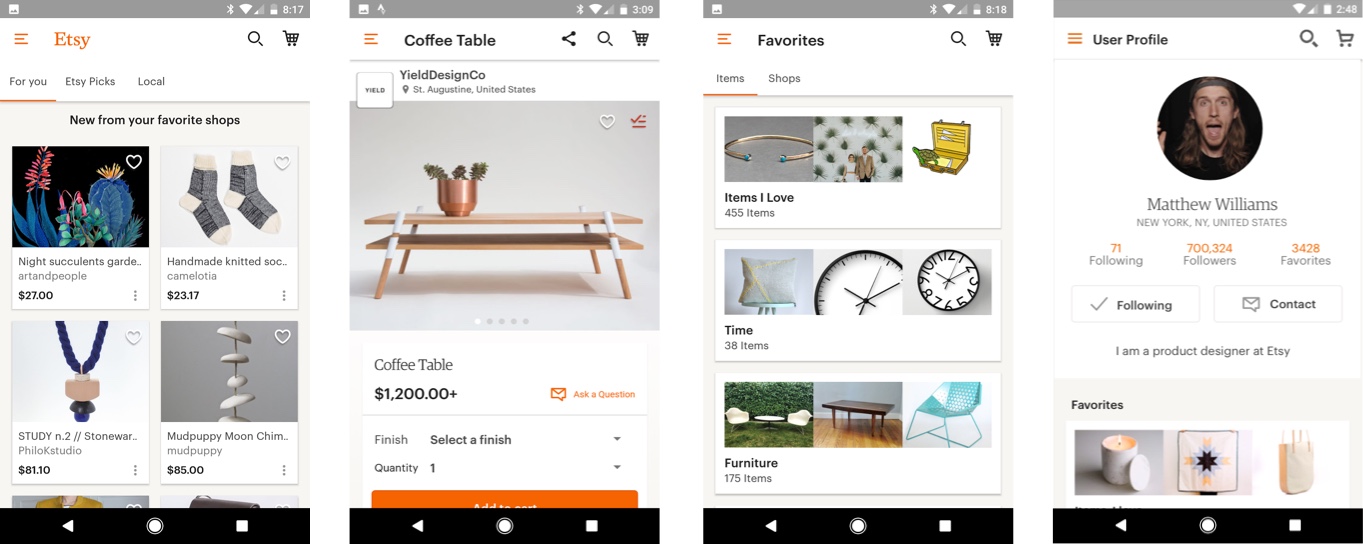 8:17
Etsy
For you Etsy Picks Local
New from your favorite shops
Night succulents garde..
artandpeople
$27.00
Handmade knitted soc..
camelotia
$23.17
STUDY n.2 // Stonewar..
PhiloKstudio
$81.10
Mudpuppy Moon Chim..
mudpuppy
$85.00
3:09
Coffee Table
YIELD
YieldDesignCo
St. Augustine, United States
Coffee Table
$1,200.00+
Ask a Question
Finish Select a finish
Quantity 1
Add to cart
8:18
Favorites
Items Shops
Items I Love
455 Items
Time
38 Items
Furniture
175 Items
2:48
User Profile
Matthew Williams
NEW YORK, NY, UNITED STATES
71 700,324 3428
Following Followers Favorites
Following Contact
I am a product designer at Etsy
Favorites